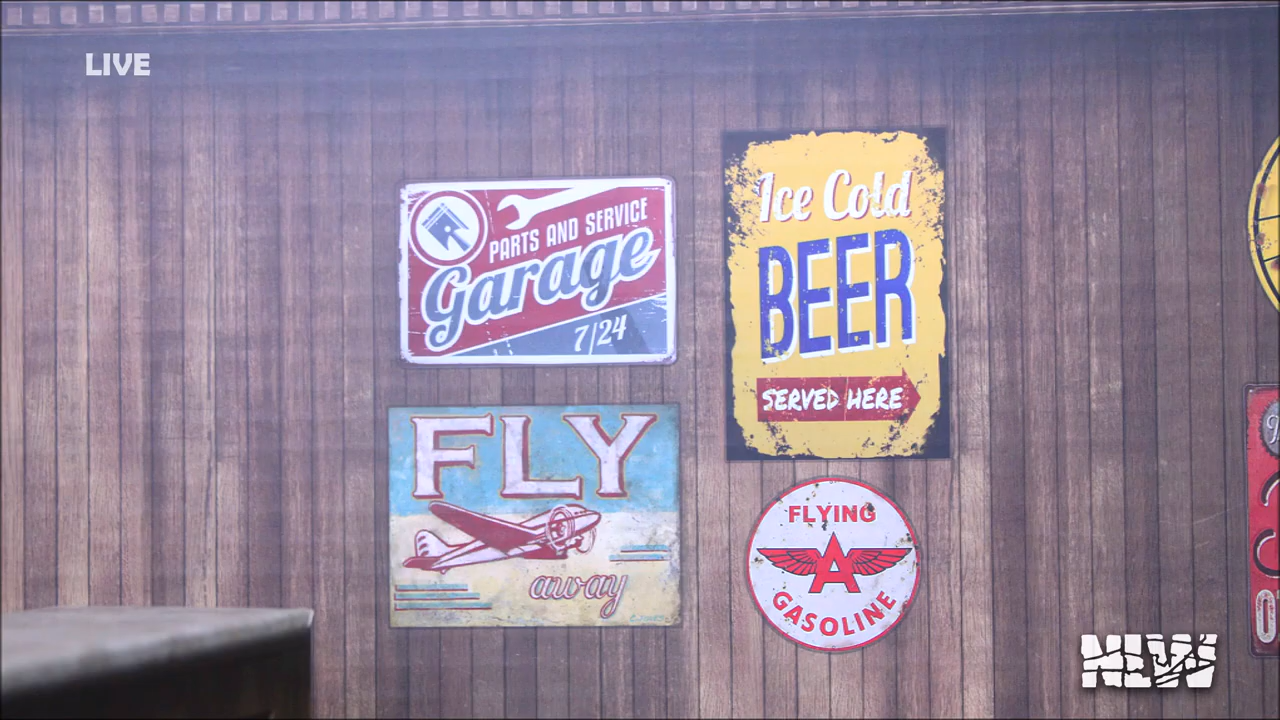 LIVE
PARTS AND SERVICE
Garage
7/24
Ice Cold
BEER
SERVED HERE
FLY
away
FLYING
A
GASOLINE
NLW